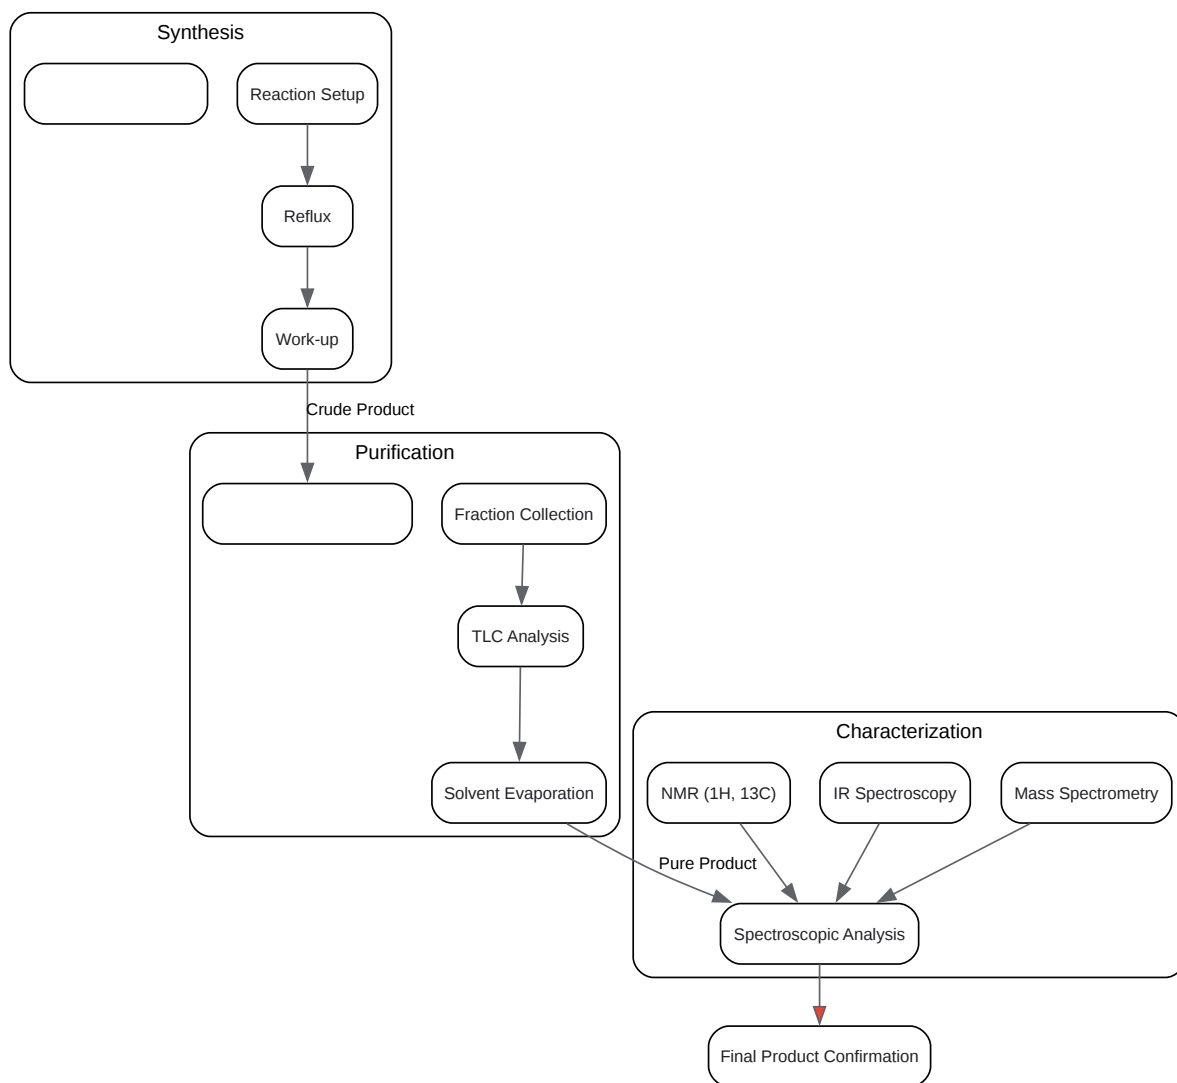 Synthesis
Reaction Setup
Reflux
Work-up
Crude Product
Purification
Fraction Collection
TLC Analysis
Solvent Evaporation
Characterization
NMR (1H, 13C)
IR Spectroscopy
Mass Spectrometry
Pure Product
Spectroscopic Analysis
Final Product Confirmation